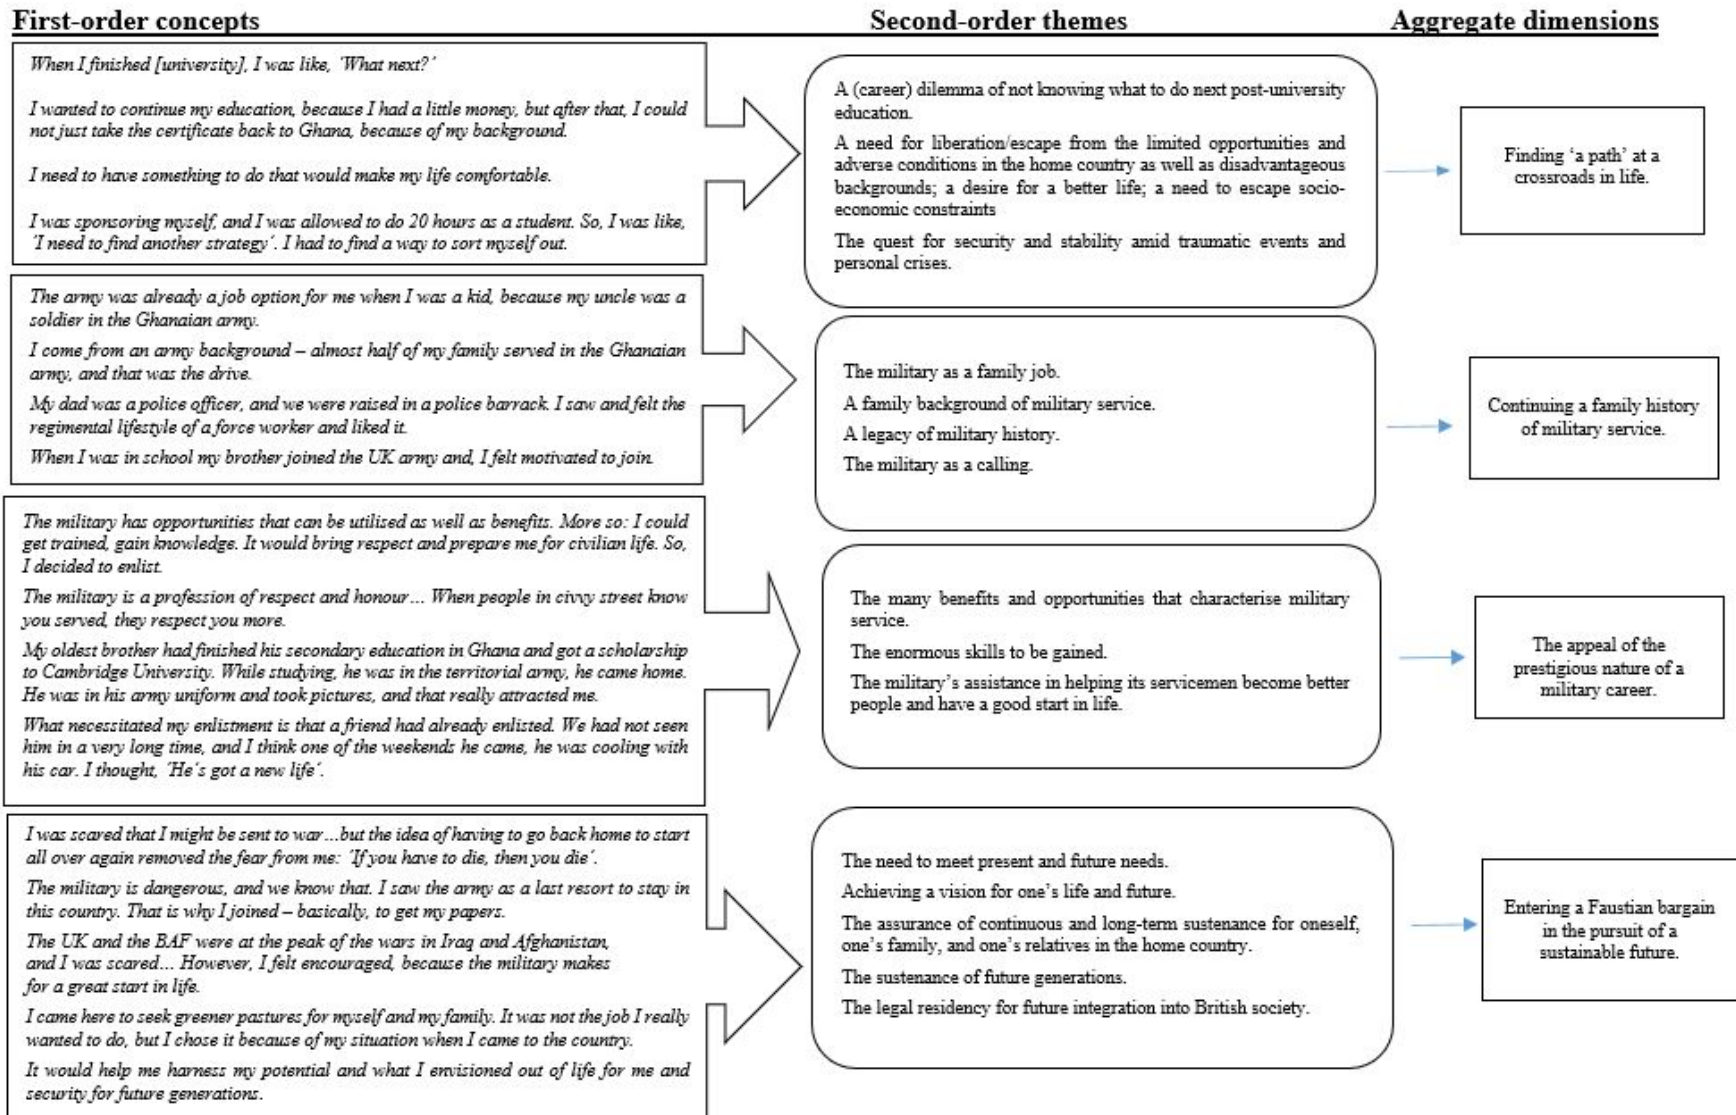 First-order concepts
Second-order themes
Aggregate dimensions
When I finished [university], I was like, ‘What next?’
I wanted to continue my education, because I had a little money, but after that, I could
not just take the certificate back to Ghana, because of my background.
I need to have something to do that would make my life comfortable.
I was sponsoring myself, and I was allowed to do 20 hours as a student. So, I was like,
‘I need to find another strategy’. I had to find a way to sort myself out.
A (career) dilemma of not knowing what to do next post-university
education.
A need for liberation/escape from the limited opportunities and
adverse conditions in the home country as well as disadvantageous
backgrounds; a desire for a better life; a need to escape socio-
economic constraints
The quest for security and stability amid traumatic events and
personal crises.
Finding ‘a path’ at a
crossroads in life.
The army was already a job option for me when I was a kid, because my uncle was a
soldier in the Ghanaian army.
I come from an army background – almost half of my family served in the Ghanaian
army, and that was the drive.
My dad was a police officer, and we were raised in a police barrack. I saw and felt the
regimental lifestyle of a force worker and liked it.
When I was in school my brother joined the UK army and, I felt motivated to join.
The military as a family job.
A family background of military service.
A legacy of military history.
The military as a calling.
Continuing a family history
of military service.
The military has opportunities that can be utilised as well as benefits. More so: I could
get trained, gain knowledge. It would bring respect and prepare me for civilian life. So,
I decided to enlist.
The military is a profession of respect and honour… When people in civvy street know
you served, they respect you more.
My oldest brother had finished his secondary education in Ghana and got a scholarship
to Cambridge University. While studying, he was in the territorial army, he came home.
He was in his army uniform and took pictures, and that really attracted me.
What necessitated my enlistment is that a friend had already enlisted. We had not seen
him in a very long time, and I think one of the weekends he came, he was cooling with
his car. I thought, ‘He’s got a new life’.
The many benefits and opportunities that characterise military
service.
The enormous skills to be gained.
The military’s assistance in helping its servicemen become better
people and have a good start in life.
The appeal of the
prestigious nature of a
military career.
I was scared that I might be sent to war…but the idea of having to go back home to start
all over again removed the fear from me: ‘If you have to die, then you die’.
The military is dangerous, and we know that. I saw the army as a last resort to stay in
this country. That is why I joined – basically, to get my papers.
The UK and the BAF were at the peak of the wars in Iraq and Afghanistan,
and I was scared… However, I felt encouraged, because the military makes
for a great start in life.
I came here to seek greener pastures for myself and my family. It was not the job I really
wanted to do, but I chose it because of my situation when I came to the country.
It would help me harness my potential and what I envisioned out of life for me and
security for future generations.
The need to meet present and future needs.
Achieving a vision for one’s life and future.
The assurance of continuous and long-term sustenance for oneself,
one’s family, and one’s relatives in the home country.
The sustenance of future generations.
The legal residency for future integration into British society.
Entering a Faustian bargain
in the pursuit of a
sustainable future.